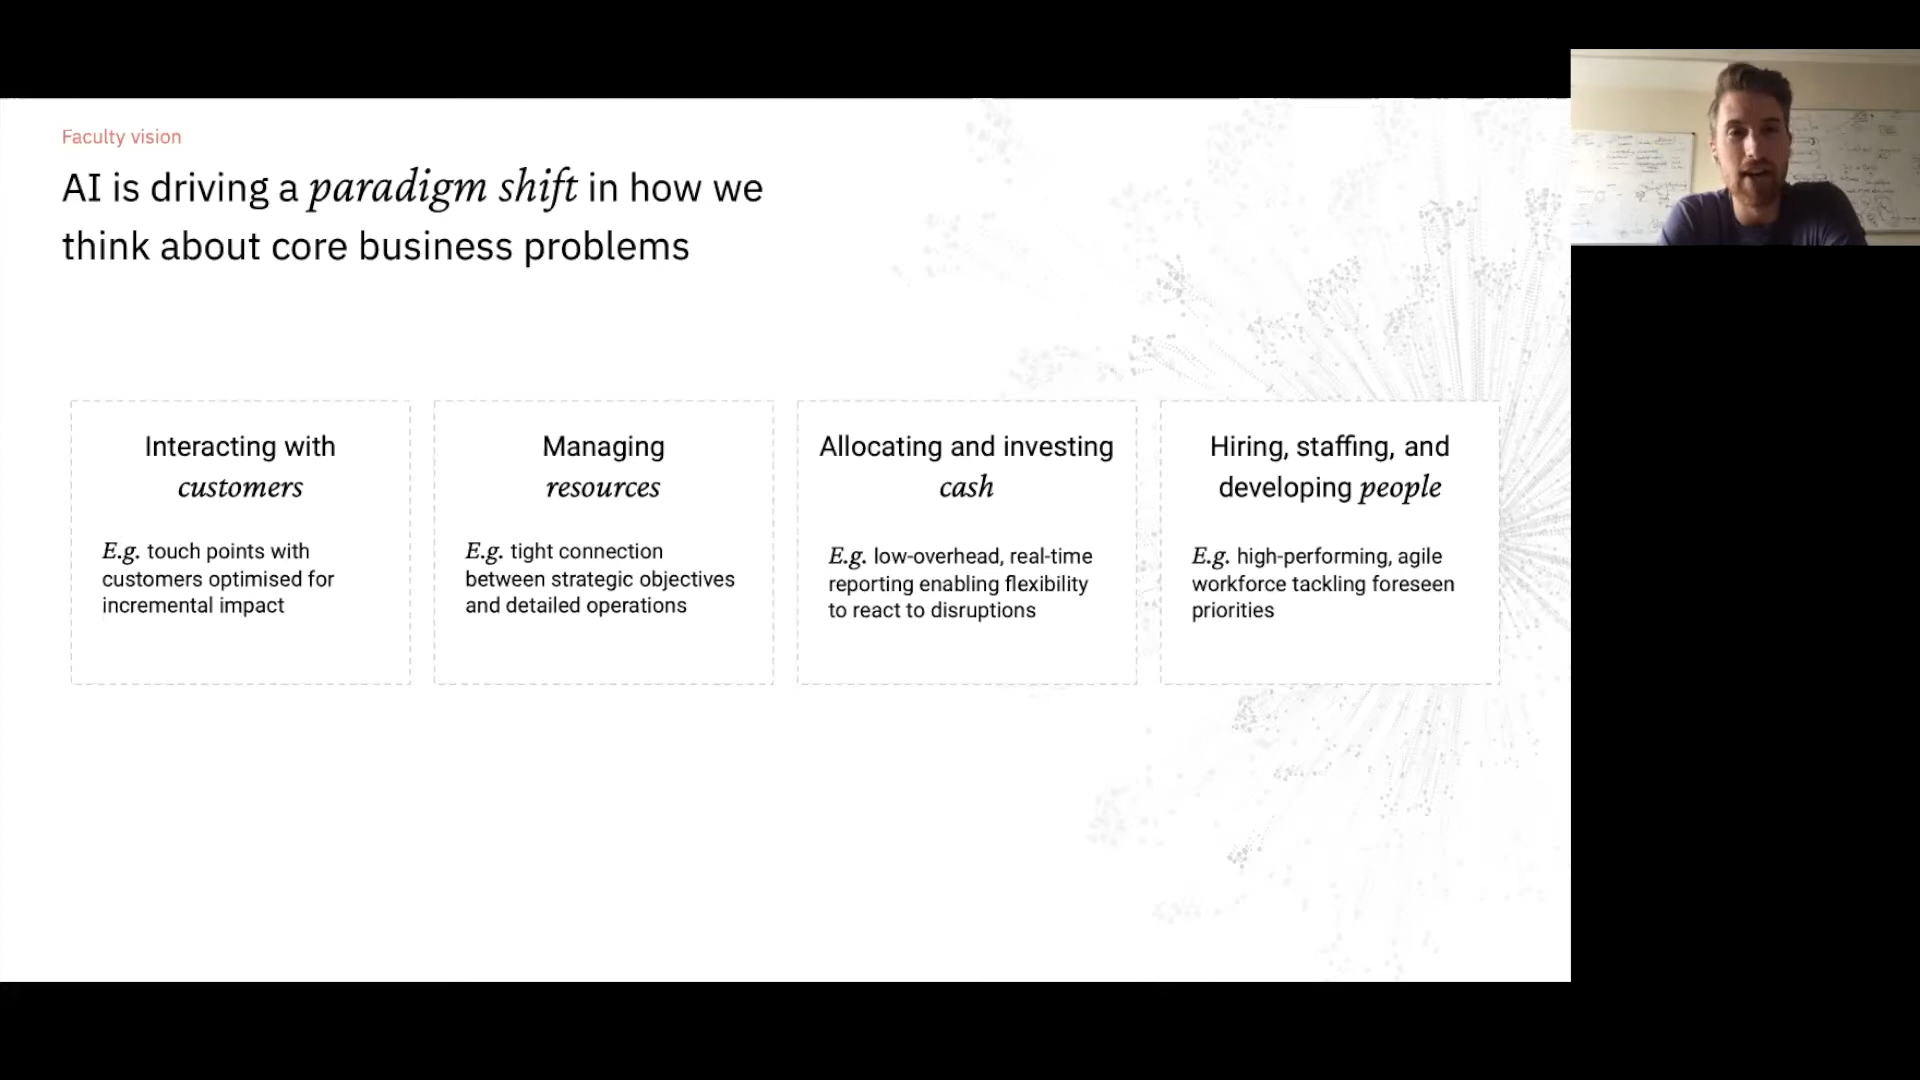 Faculty vision
AI is driving a paradigm shift in how we
think about core business problems
Interacting with
customers
E.g. touch points with
customers optimised for
incremental impact
Managing
resources
E.g. tight connection
between strategic objectives
and detailed operations
Allocating and investing
cash
E.g. low-overhead, real-time
reporting enabling flexibility
to react to disruptions
Hiring, staffing, and
developing people
E.g. high-performing, agile
workforce tackling foreseen
priorities